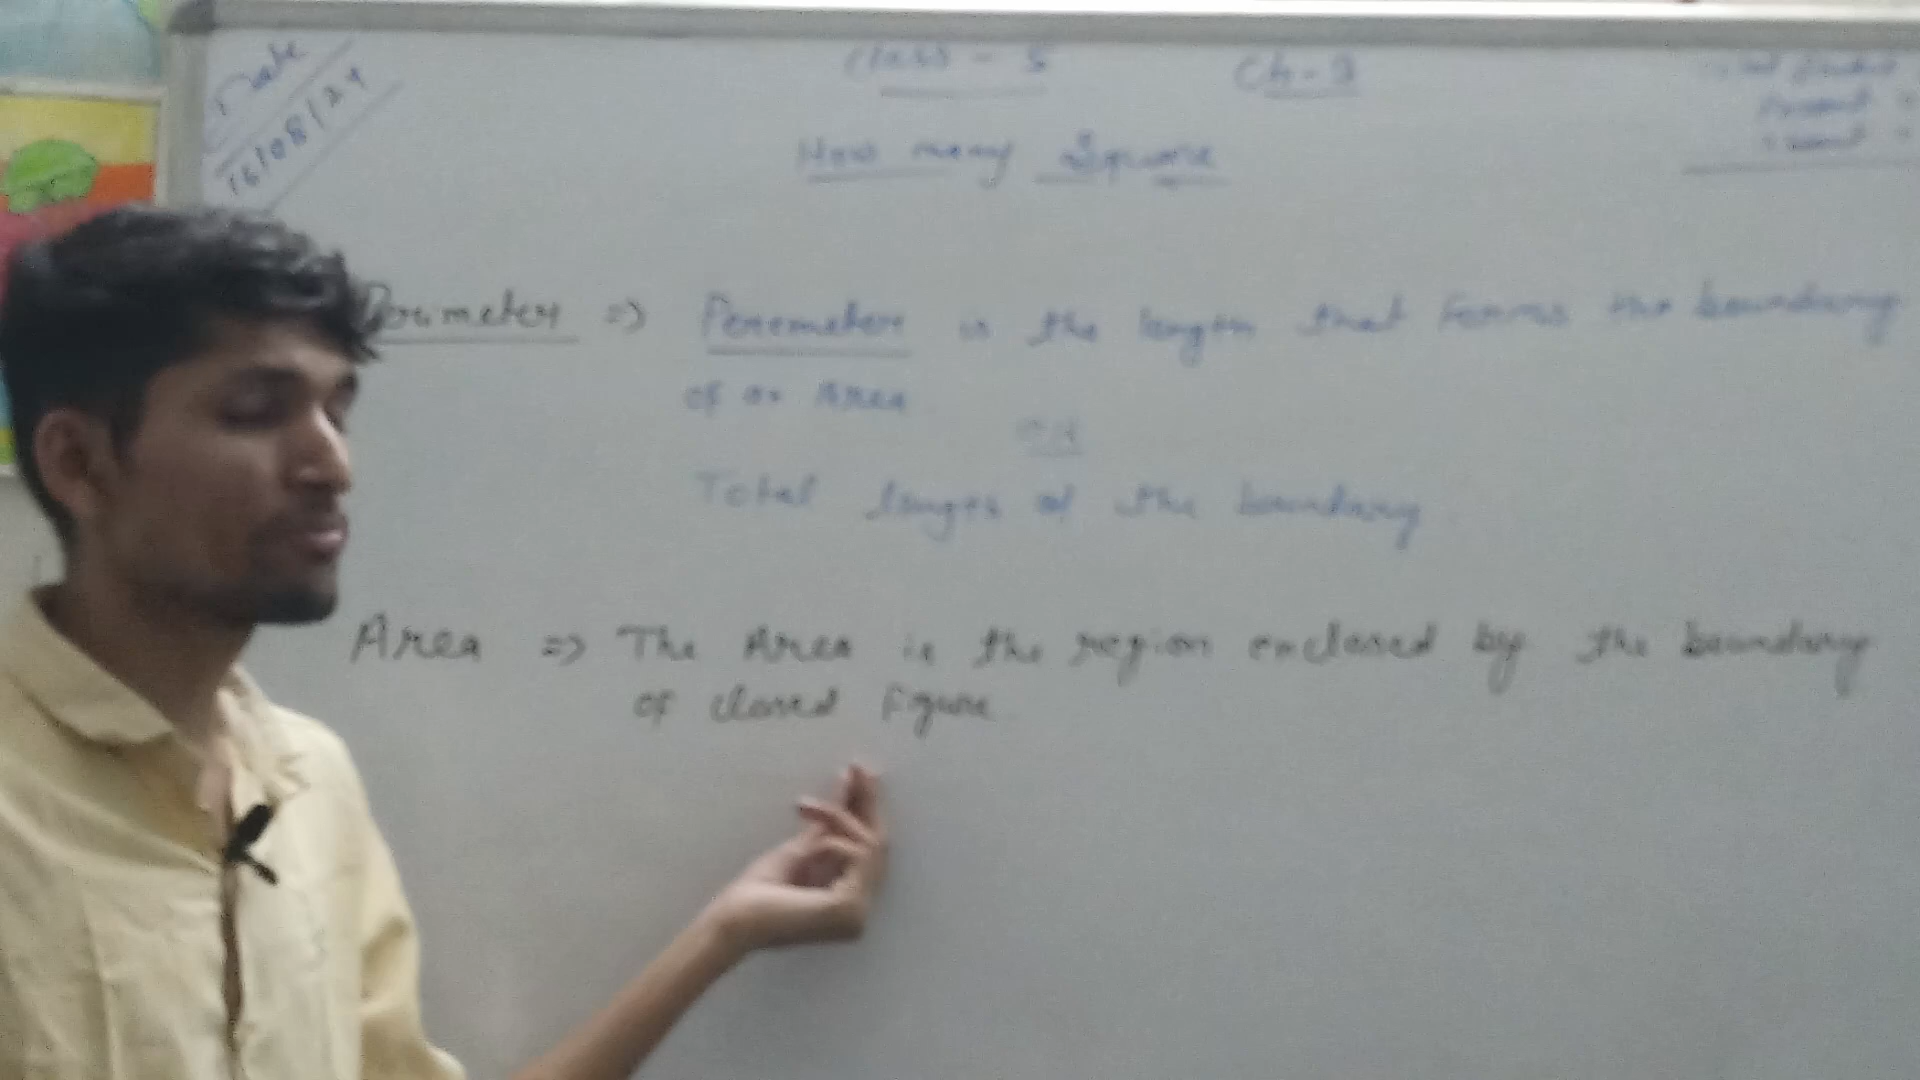 Date
16/08/24
Class - 5 Ch-3
How many Square
Perimeter => Peremeter is the length that forms the boundary
of an Area
OR
Total length of the boundary
Area => The Area is the region enclosed by the boundary
of closed figure